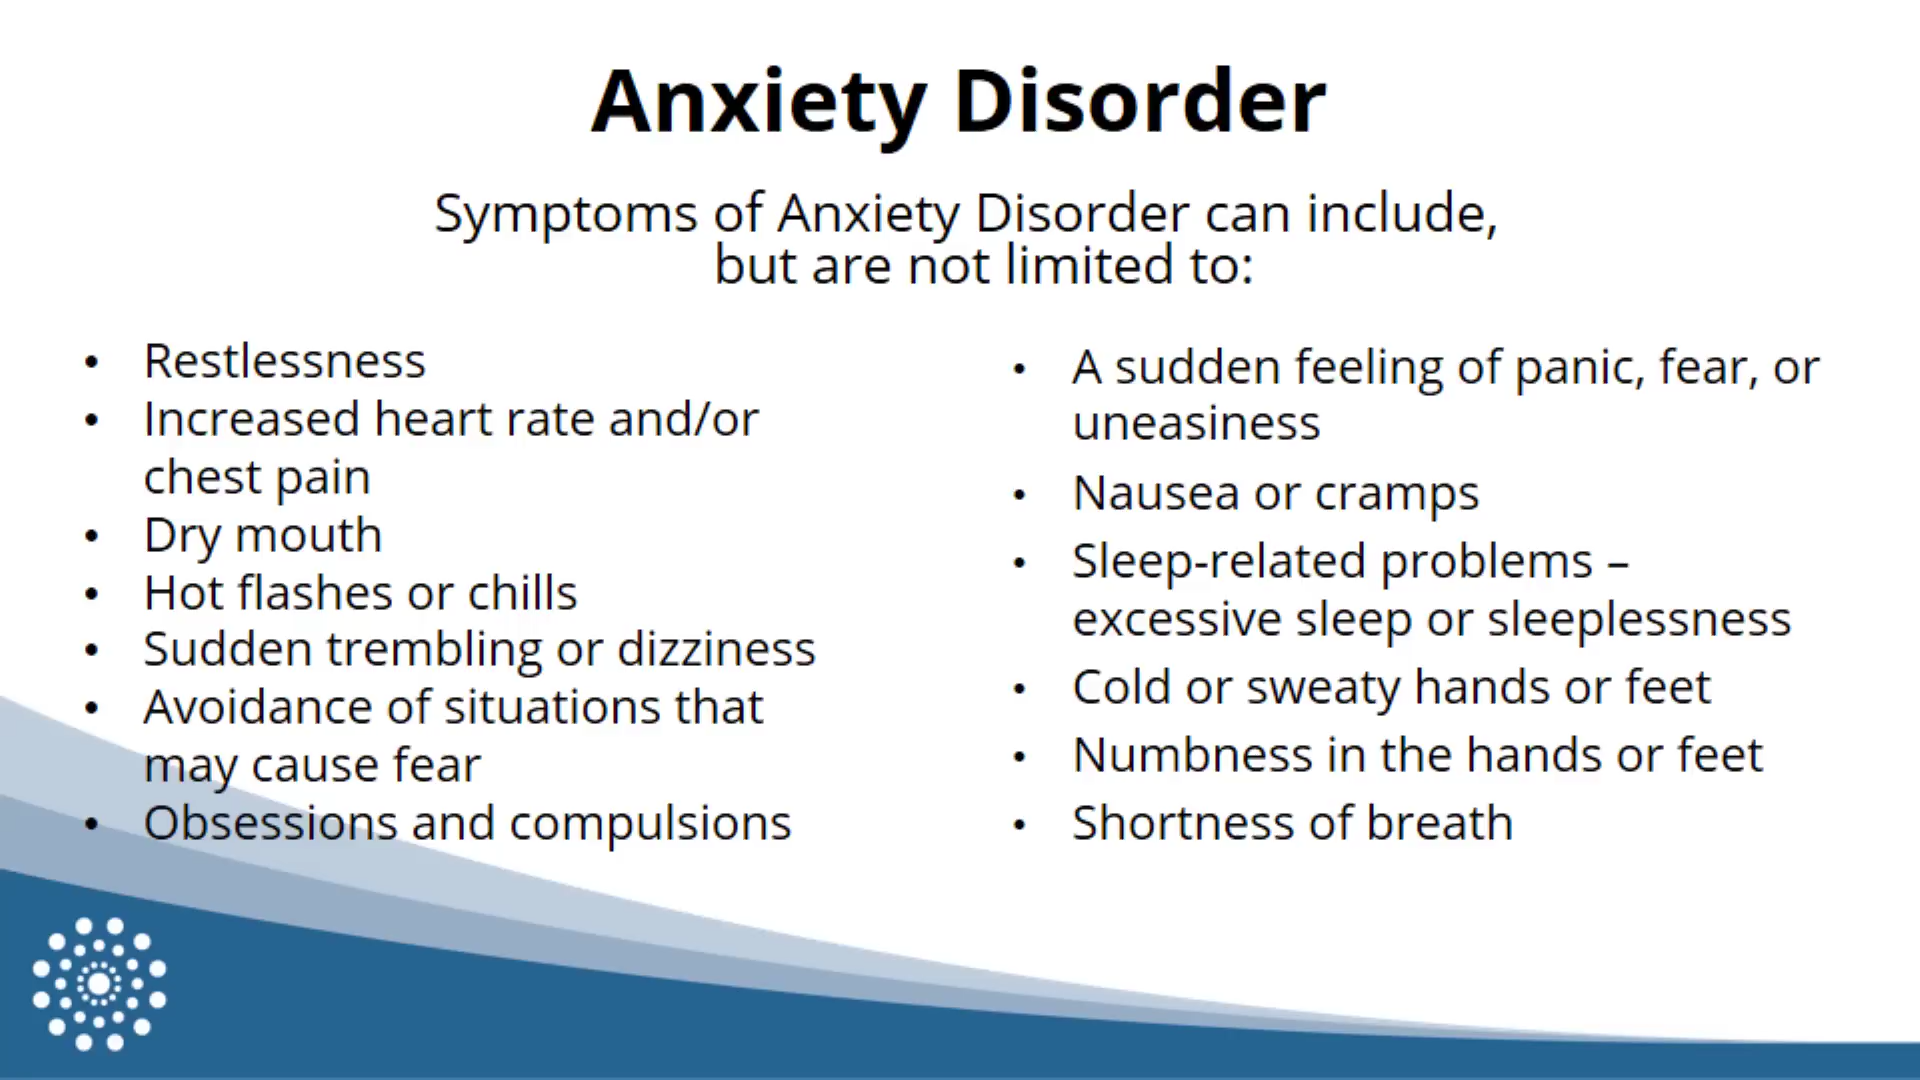 Anxiety Disorder
Symptoms of Anxiety Disorder can include,
but are not limited to:
• Restlessness
• Increased heart rate and/or
chest pain
• Dry mouth
• Hot flashes or chills
• Sudden trembling or dizziness
• Avoidance of situations that
may cause fear
• Obsessions and compulsions
• A sudden feeling of panic, fear, or
uneasiness
• Nausea or cramps
• Sleep-related problems –
excessive sleep or sleeplessness
• Cold or sweaty hands or feet
• Numbness in the hands or feet
• Shortness of breath